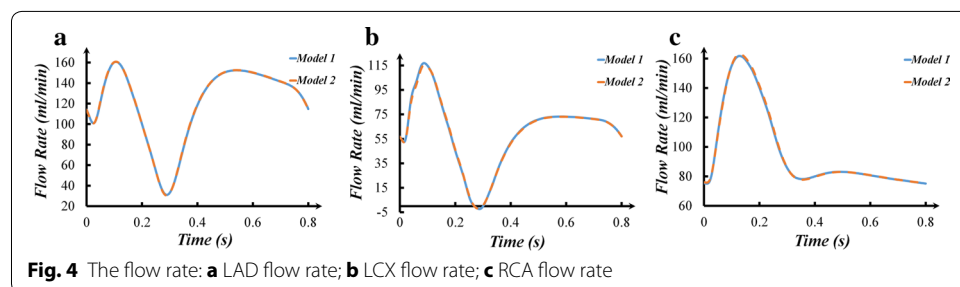 a
b
c
Flow Rate (ml/min)
160
140
120
100
80
60
40
20
0
0.2
0.4
0.6
0.8
Time (s)
Model 1
Model 2
Flow Rate (ml/min)
115
95
75
55
35
15
-5
0
0.2
0.4
0.6
0.8
Time (s)
Model 1
Model 2
Flow Rate (ml/min)
160
140
120
100
80
60
0
0.2
0.4
0.6
0.8
Time (s)
Model 1
Model 2
Fig. 4 The flow rate: a LAD flow rate; b LCX flow rate; c RCA flow rate